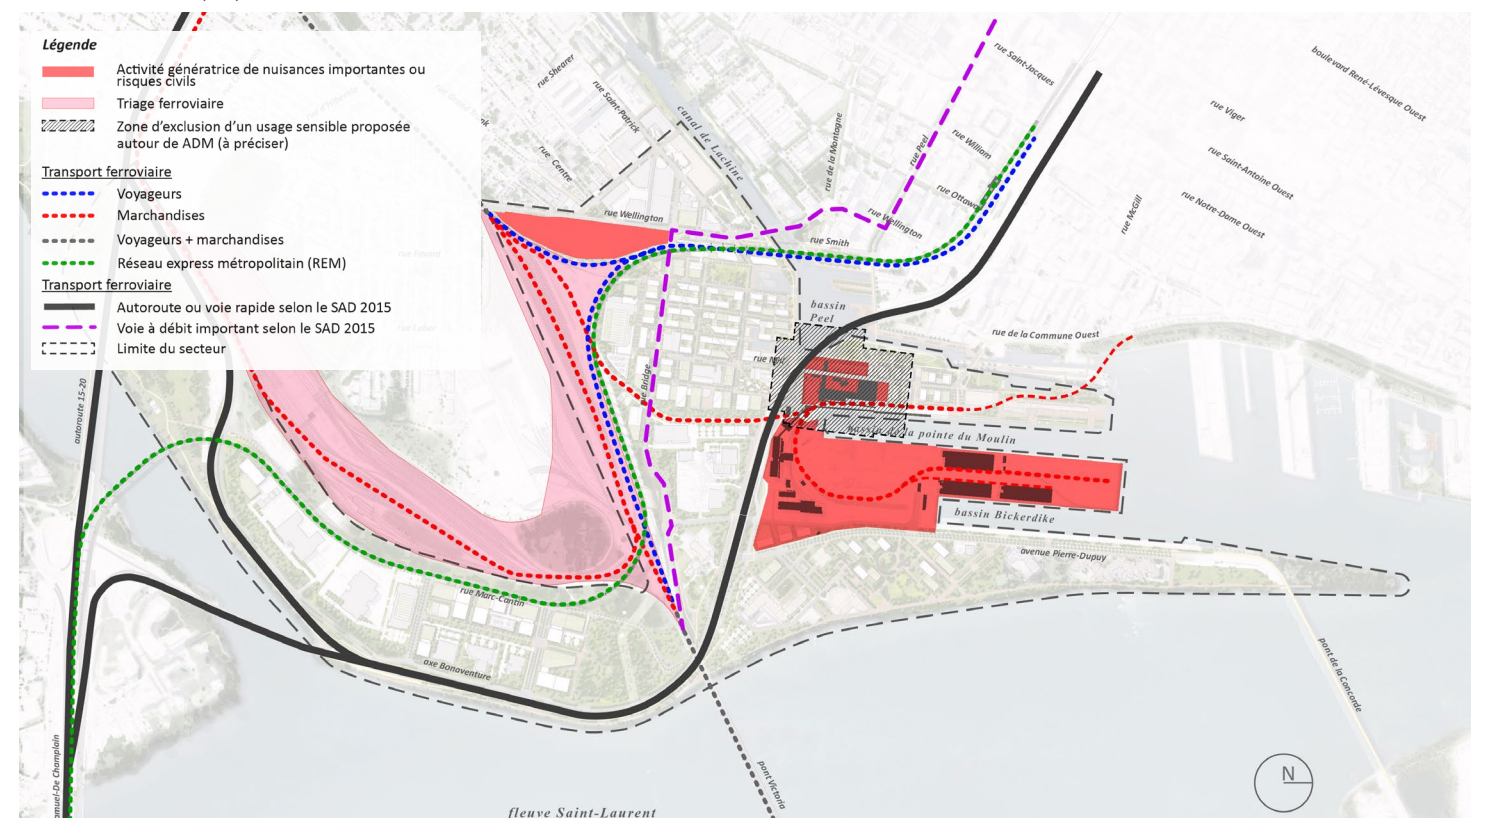 Légende
Activité génératrice de nuisances importantes ou
risques civils
Triage ferroviaire
Zone d'exclusion d'un usage sensible proposée
autour de ADM (à préciser)
Transport ferroviaire
Voyageurs
Marchandises
Voyageurs + marchandises
Réseau express métropolitain (REM)
Transport ferroviaire
Autoroute ou voie rapide selon le SAD 2015
Voie à débit important selon le SAD 2015
Limite du secteur
rue Shearer
rue Saint-Patrick
rue Centre
canal de Lachine
rue de la Montagne
rue Peel
rue Saint-Jacques
rue William
rue Ottawa
rue Wellington
rue Wellington
rue Smith
boulevard René-Lévesque Ouest
rue Viger
rue Saint-Antoine Ouest
rue Notre-Dame Ouest
rue McGill
bassin
Peel
rue de la Commune Ouest
rue
rue Bridge
la pointe du Moulin
bassin Bickerdike
avenue Pierre-Dupuy
autoroute 15-20
rue Marc-Cantin
axe Bonaventure
pont de la Concorde
pont Victoria
fleuve Saint-Laurent
muel-De Champlain
N